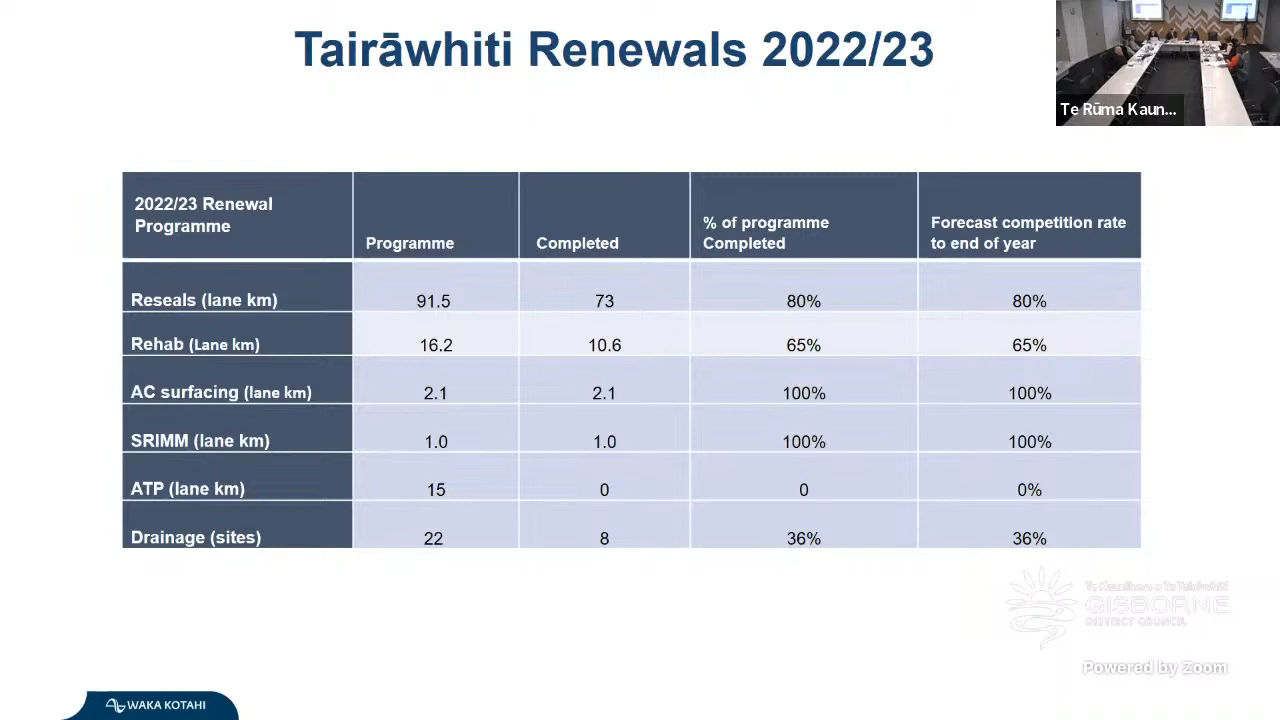 Tairāwhiti Renewals 2022/23
Te Rūma Kaun...
2022/23 Renewal
Programme
Programme
Completed
% of programme
Completed
Forecast competition rate
to end of year
Reseals (lane km) 91.5 73 80% 80%
Rehab (Lane km) 16.2 10.6 65% 65%
AC surfacing (lane km) 2.1 2.1 100% 100%
SRIMM (lane km) 1.0 1.0 100% 100%
ATP (lane km) 15 0 0 0%
Drainage (sites) 22 8 36% 36%
Te Kaunihera o Te Tairāwhiti
GISBORNE
DISTRICT COUNCIL
Powered by Zoom
WAKA KOTAHI